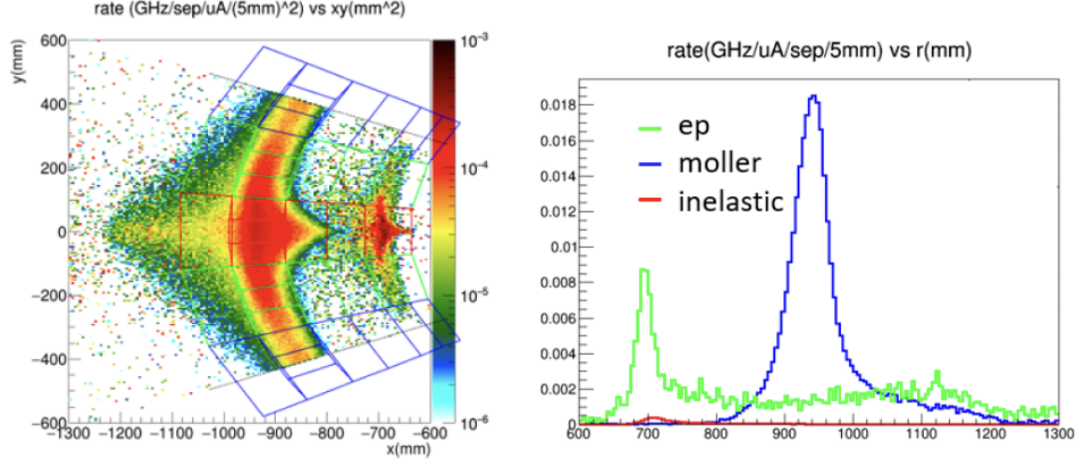 rate (GHz/sep/uA/(5mm)^2) vs xy(mm^2)
y(mm)
600
400
200
0
−200
−400
−600
−1300 −1200 −1100 −1000 −900 −800 −700 −600
x(mm)
10^-3
10^-4
10^-5
10^-6
rate(GHz/uA/sep/5mm) vs r(mm)
0.018
0.016
0.014
0.012
0.01
0.008
0.006
0.004
0.002
0
600 700 800 900 1000 1100 1200 1300
ep
moller
inelastic